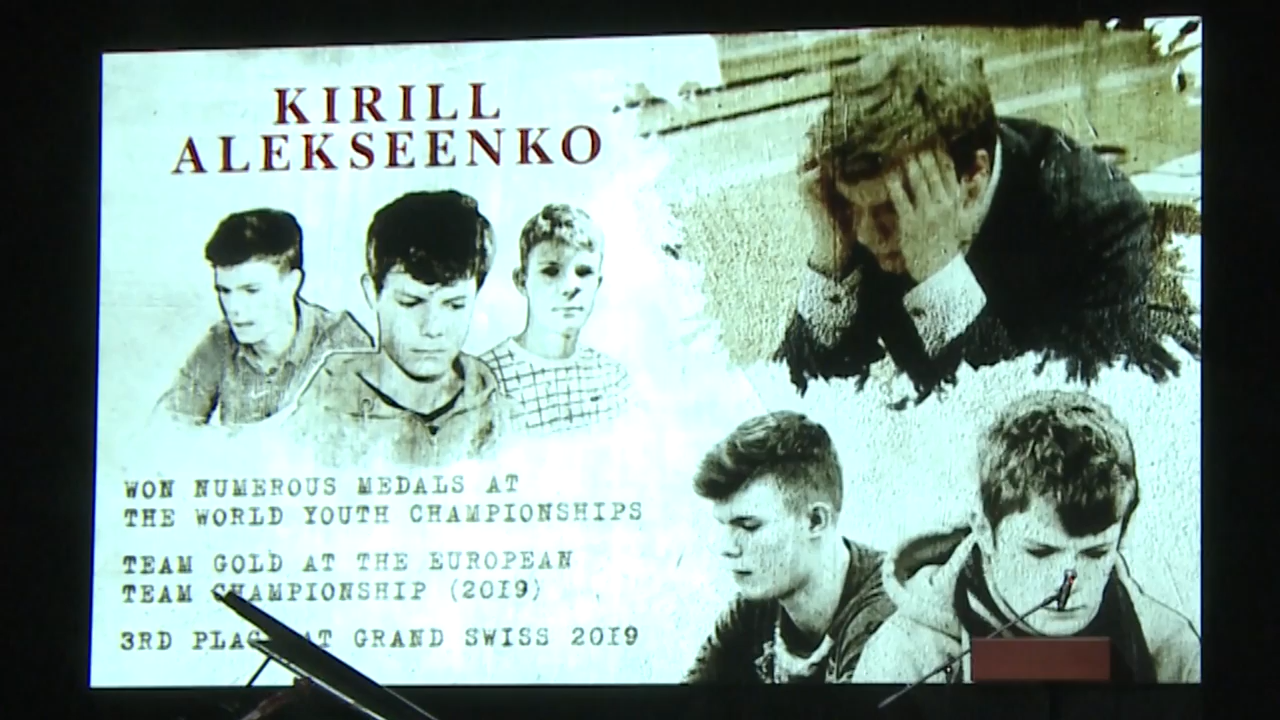 KIRILL
ALEKSEENKO
WON NUMEROUS MEDALS AT
THE WORLD YOUTH CHAMPIONSHIPS
TEAM GOLD AT THE EUROPEAN
TEAM CHAMPIONSHIP (2019)
3RD PLACE AT GRAND SWISS 2019